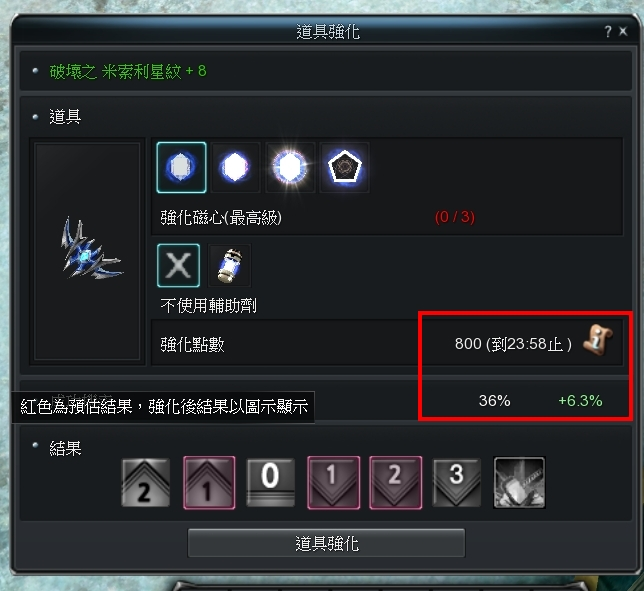 道具強化
? ×
破壞之 米索利星紋 + 8
道具
強化磁心(最高級)
(0 / 3)
不使用輔助劑
強化點數
800 (到23:58止 )
36%
+6.3%
紅色為預估結果，強化後結果以圖示顯示
結果
2
1
0
1
2
3
道具強化